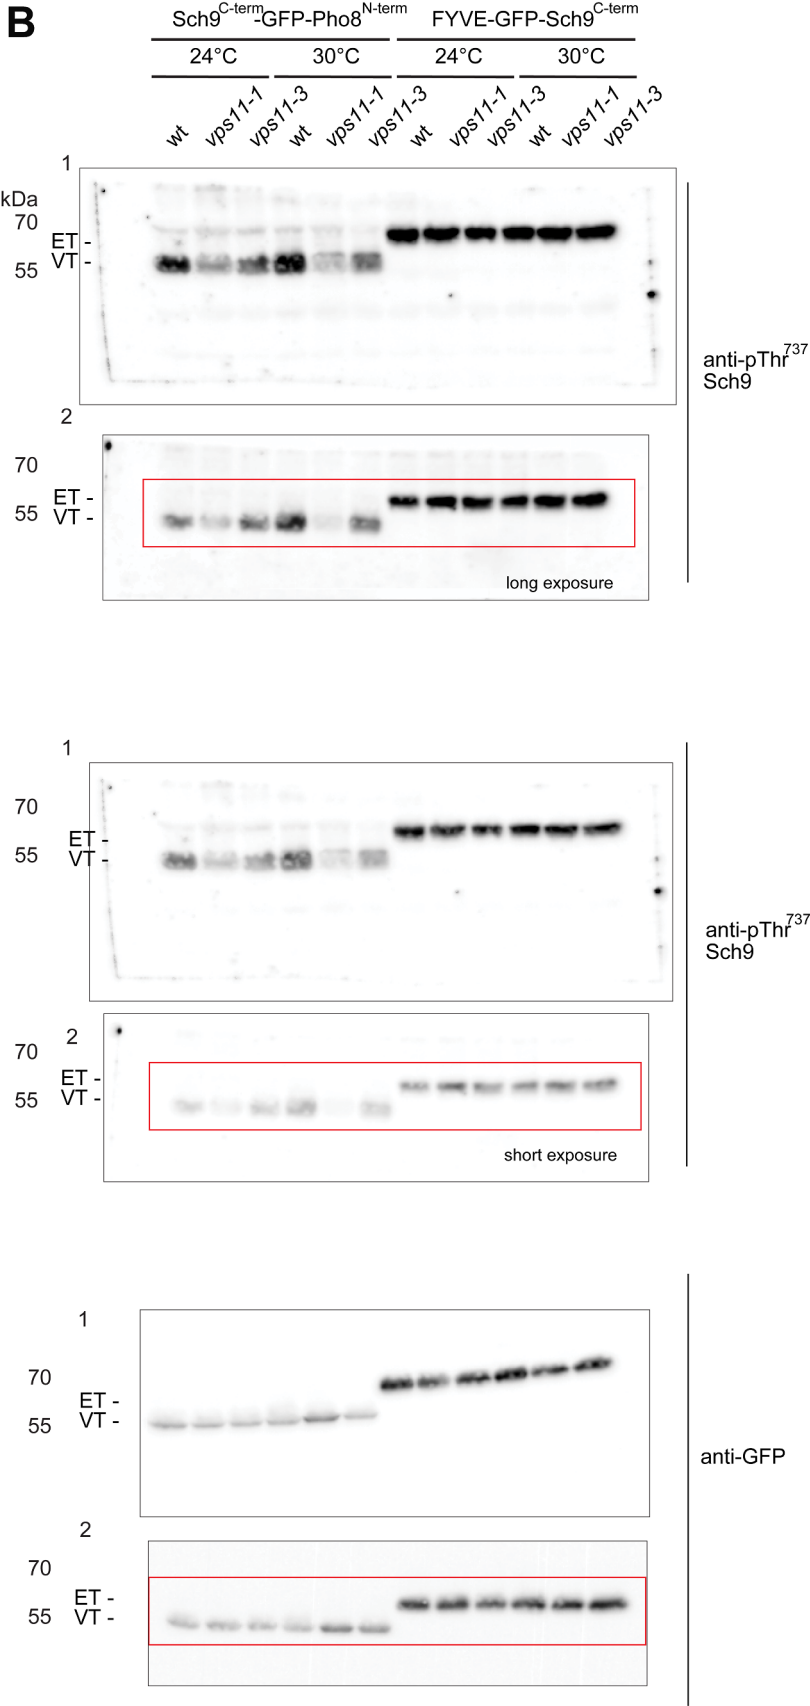 B
Sch9C-term-GFP-Pho8N-term FYVE-GFP-Sch9C-term
24°C 30°C 24°C 30°C
wt vps11-1 vps11-3 wt vps11-1 vps11-3 wt vps11-1 vps11-3 wt vps11-1 vps11-3
1
kDa
70
ET -
VT -
55
anti-pThr737
Sch9
2
70
ET -
55
VT -
long exposure
1
70
ET -
55
VT -
anti-pThr737
Sch9
2
70
ET -
55
VT -
short exposure
1
70
ET -
55
VT -
anti-GFP
2
70
ET -
55
VT -